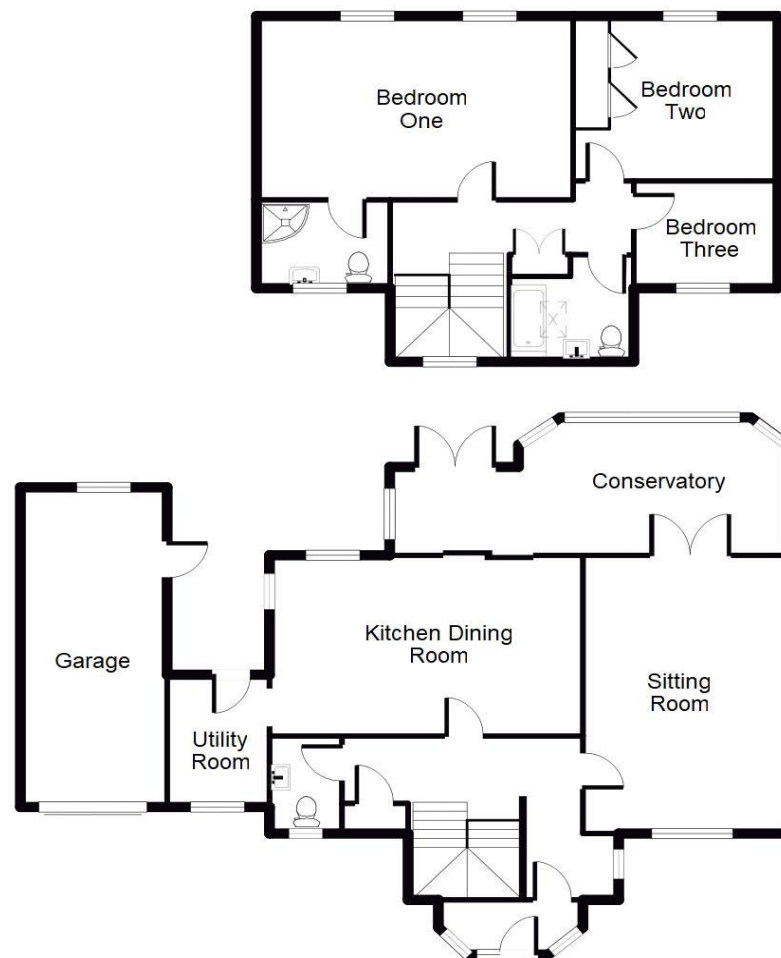 Bedroom
One
Bedroom
Two
Bedroom
Three
Conservatory
Kitchen Dining
Room
Garage
Sitting
Room
Utility
Room